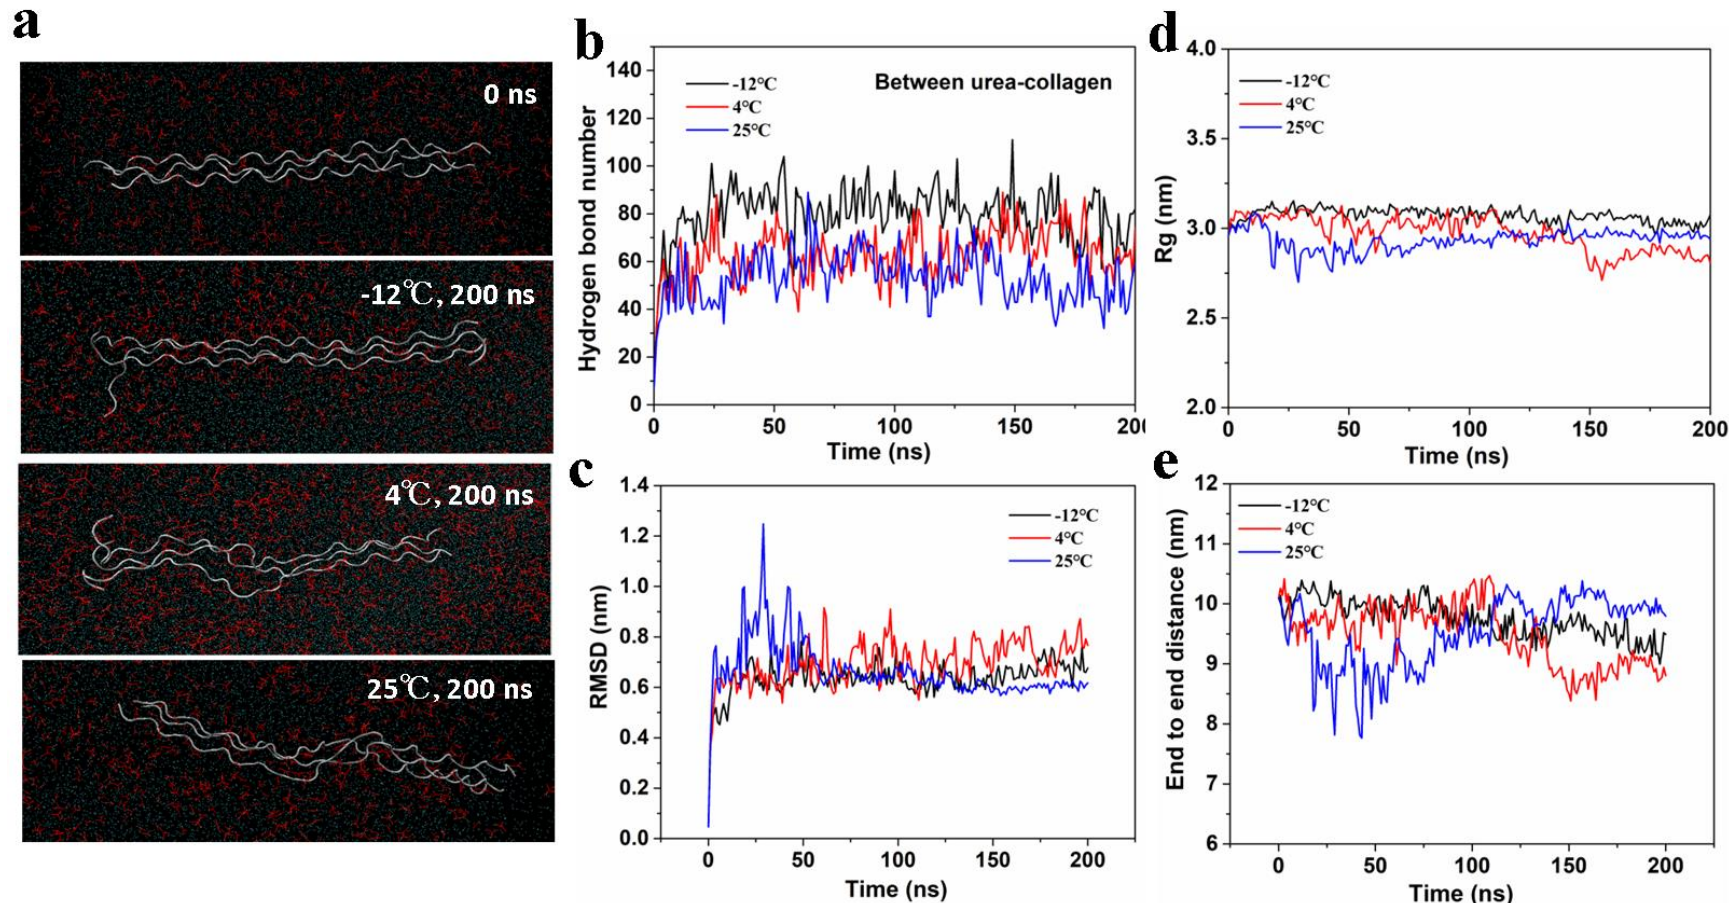 a
0 ns
-12℃, 200 ns
4℃, 200 ns
25℃, 200 ns
b
140
120
100
80
60
40
20
0
Hydrogen bond number
-12°C
4°C
25°C
Between urea-collagen
0 50 100 150 200
Time (ns)
c
1.4
1.2
1.0
0.8
0.6
0.4
0.2
0.0
RMSD (nm)
-12°C
4°C
25°C
0 50 100 150 200
Time (ns)
d
4.0
3.5
3.0
2.5
2.0
Rg (nm)
-12°C
4°C
25°C
0 50 100 150 200
Time (ns)
e
12
11
10
9
8
7
6
End to end distance (nm)
-12°C
4°C
25°C
0 50 100 150 200
Time (ns)